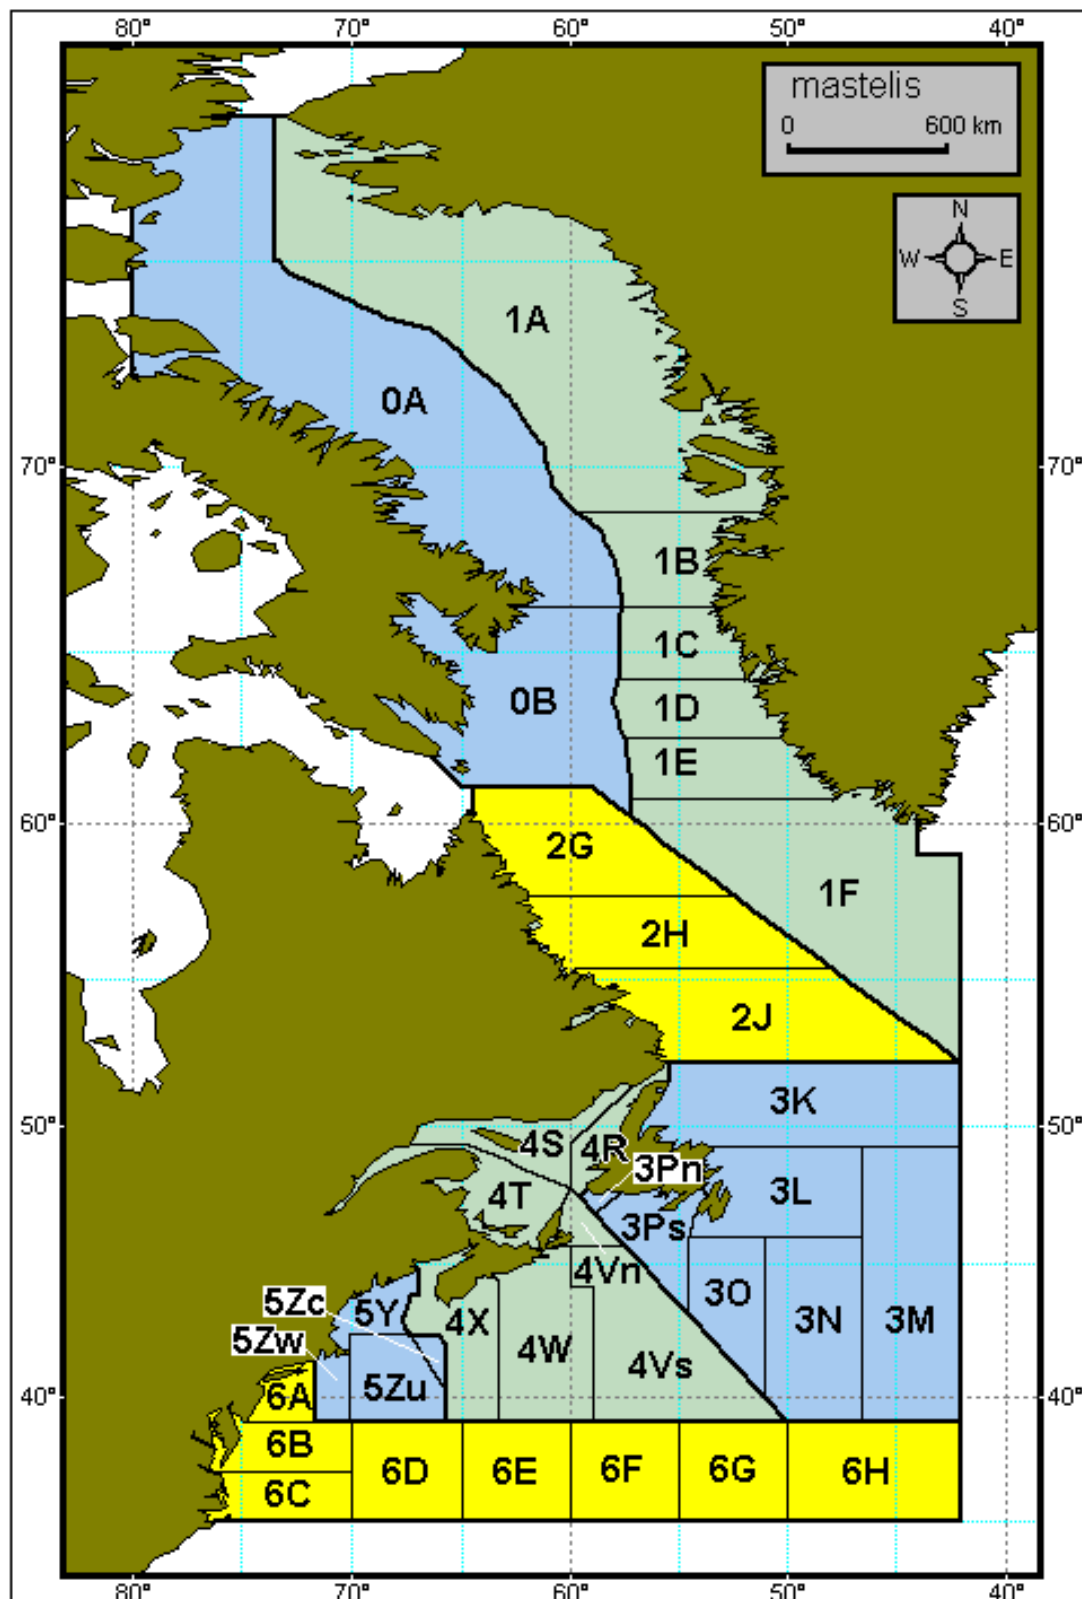 80° 70° 60° 50° 40°
mastelis
0 600 km
N
W E
S
1A
0A
70° 70°
1B
1C
0B
1D
1E
60° 60°
2G
1F
2H
2J
3K
50° 50°
4S
4R
3Pn
4T
3L
3Ps
4Vn
5Zc
5Y
3O
4X
3N
3M
5Zw
4W
4Vs
5Zu
6A
40° 40°
6B
6D
6E
6F
6G
6H
6C
80° 70° 60° 50° 40°